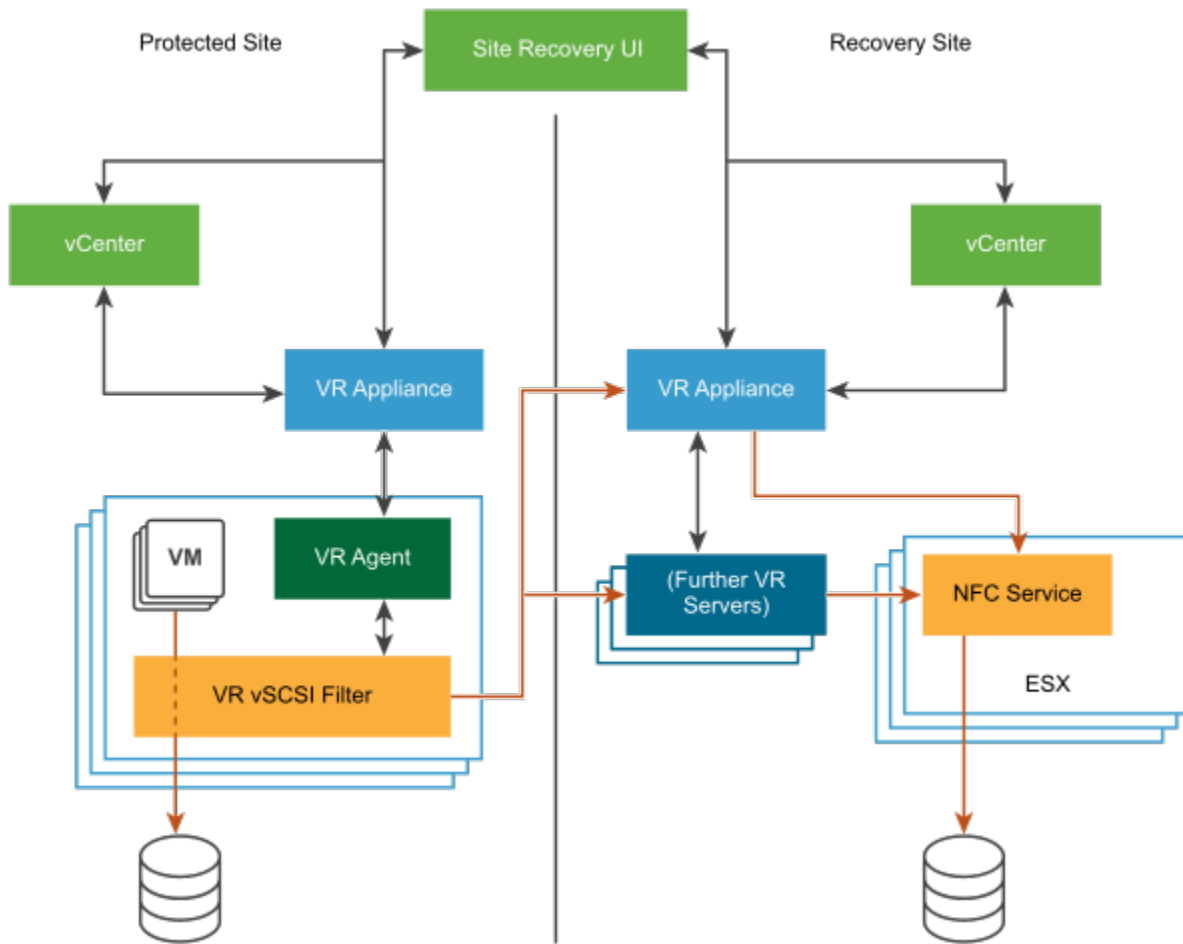 Protected Site
Site Recovery UI
Recovery Site
vCenter
vCenter
VR Appliance
VR Appliance
VM
VR Agent
(Further VR
Servers)
NFC Service
VR vSCSI Filter
ESX